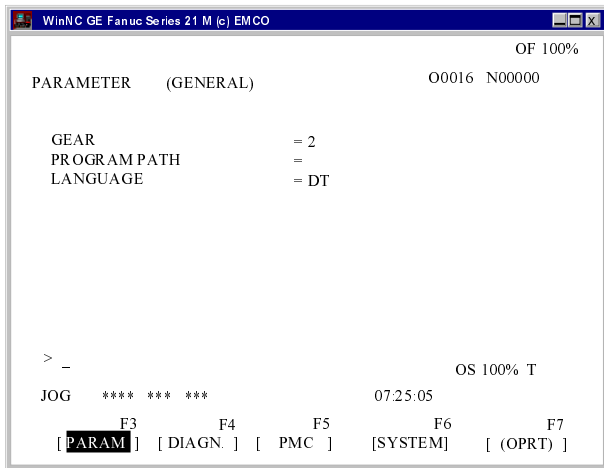 WinNC GE Fanuc Series 21 M (c) EMCO
OF 100%
PARAMETER (GENERAL) O0016 N00000
GEAR = 2
PROGRAM PATH =
LANGUAGE = DT
> _
OS 100% T
JOG **** *** *** 07:25:05
F3 F4 F5 F6 F7
[ PARAM ] [ DIAGN. ] [ PMC ] [SYSTEM] [ (OPRT) ]